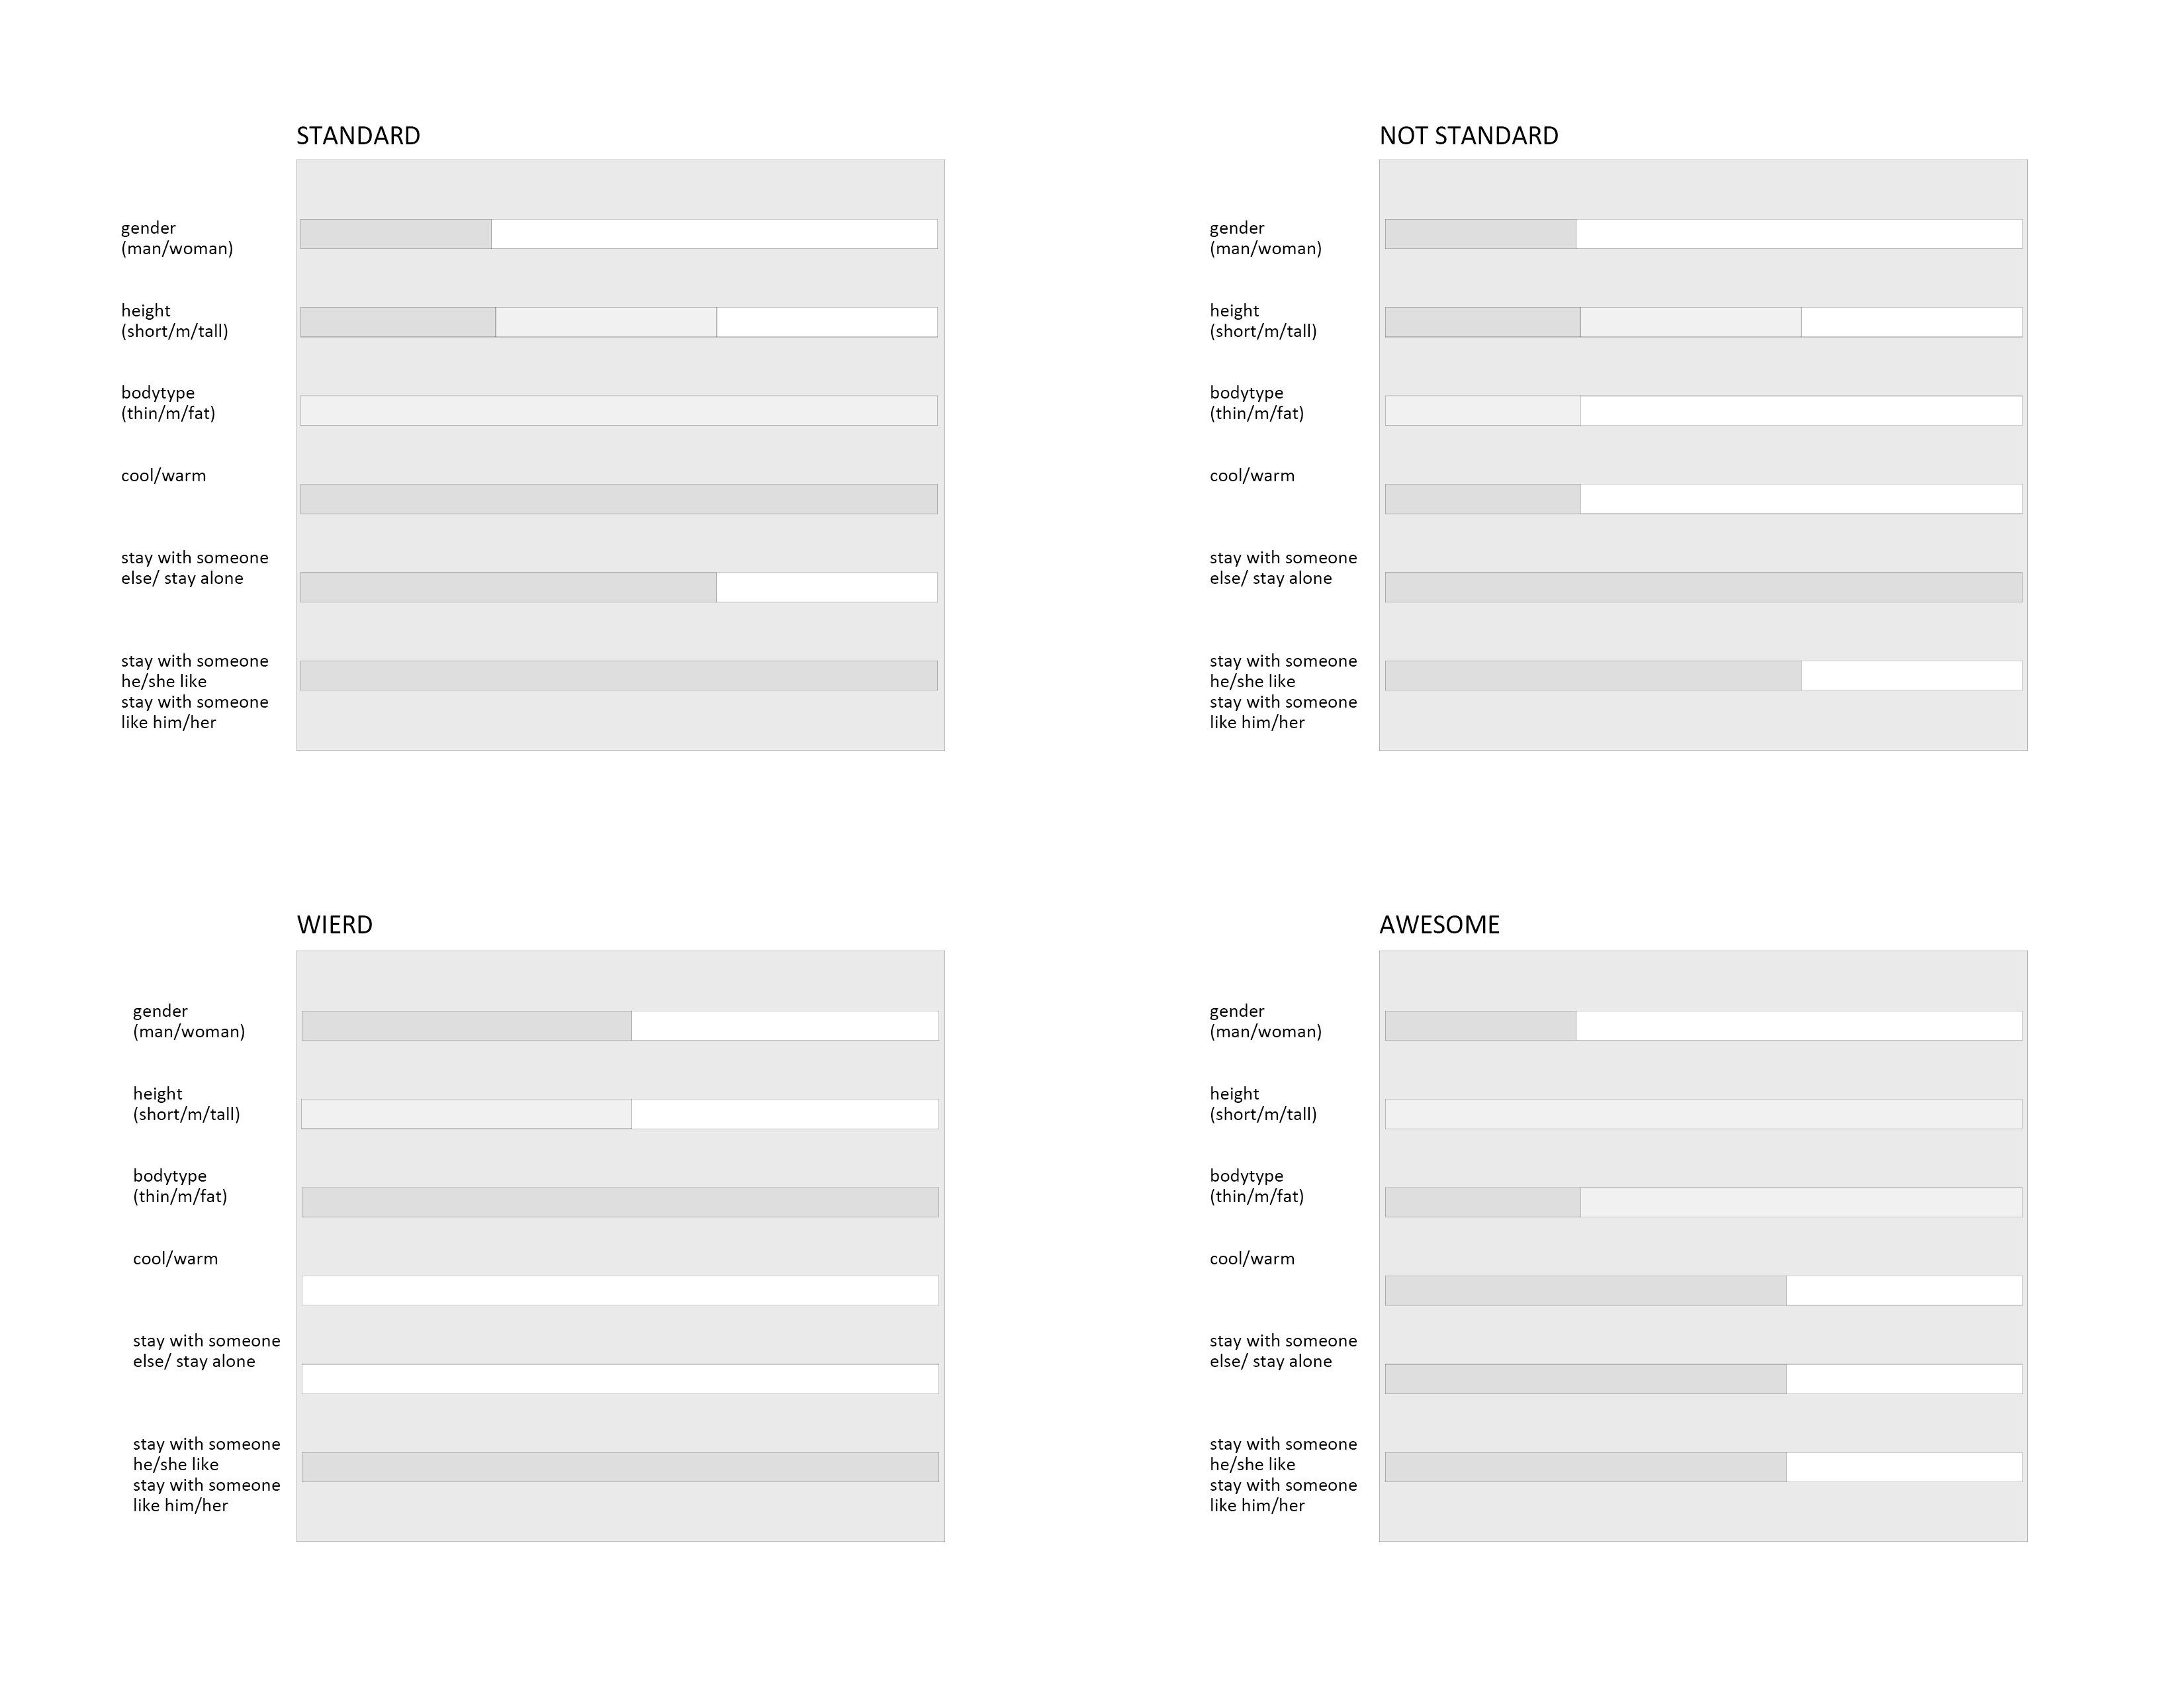 STANDARD
gender
(man/woman)
height
(short/m/tall)
bodytype
(thin/m/fat)
cool/warm
stay with someone
else/ stay alone
stay with someone
he/she like
stay with someone
like him/her
NOT STANDARD
gender
(man/woman)
height
(short/m/tall)
bodytype
(thin/m/fat)
cool/warm
stay with someone
else/ stay alone
stay with someone
he/she like
stay with someone
like him/her
WIERD
gender
(man/woman)
height
(short/m/tall)
bodytype
(thin/m/fat)
cool/warm
stay with someone
else/ stay alone
stay with someone
he/she like
stay with someone
like him/her
AWESOME
gender
(man/woman)
height
(short/m/tall)
bodytype
(thin/m/fat)
cool/warm
stay with someone
else/ stay alone
stay with someone
he/she like
stay with someone
like him/her